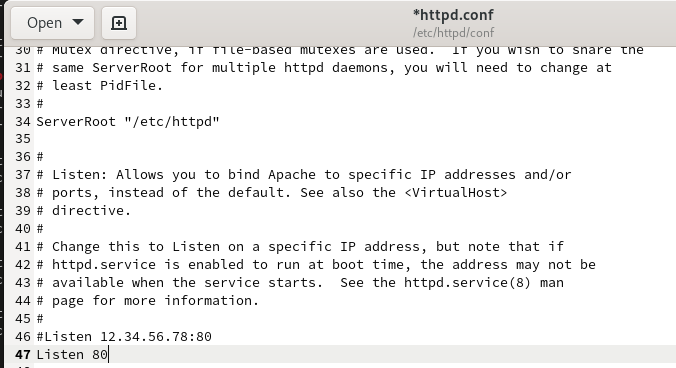 Open
*httpd.conf
/etc/httpd/conf
30 # Mutex directive, if file-based mutexes are used.  If you wish to share the
31 # same ServerRoot for multiple httpd daemons, you will need to change at
32 # least PidFile.
33 #
34 ServerRoot "/etc/httpd"
35
36 #
37 # Listen: Allows you to bind Apache to specific IP addresses and/or
38 # ports, instead of the default. See also the <VirtualHost>
39 # directive.
40 #
41 # Change this to Listen on a specific IP address, but note that if
42 # httpd.service is enabled to run at boot time, the address may not be
43 # available when the service starts.  See the httpd.service(8) man
44 # page for more information.
45 #
46 #Listen 12.34.56.78:80
47 Listen 80